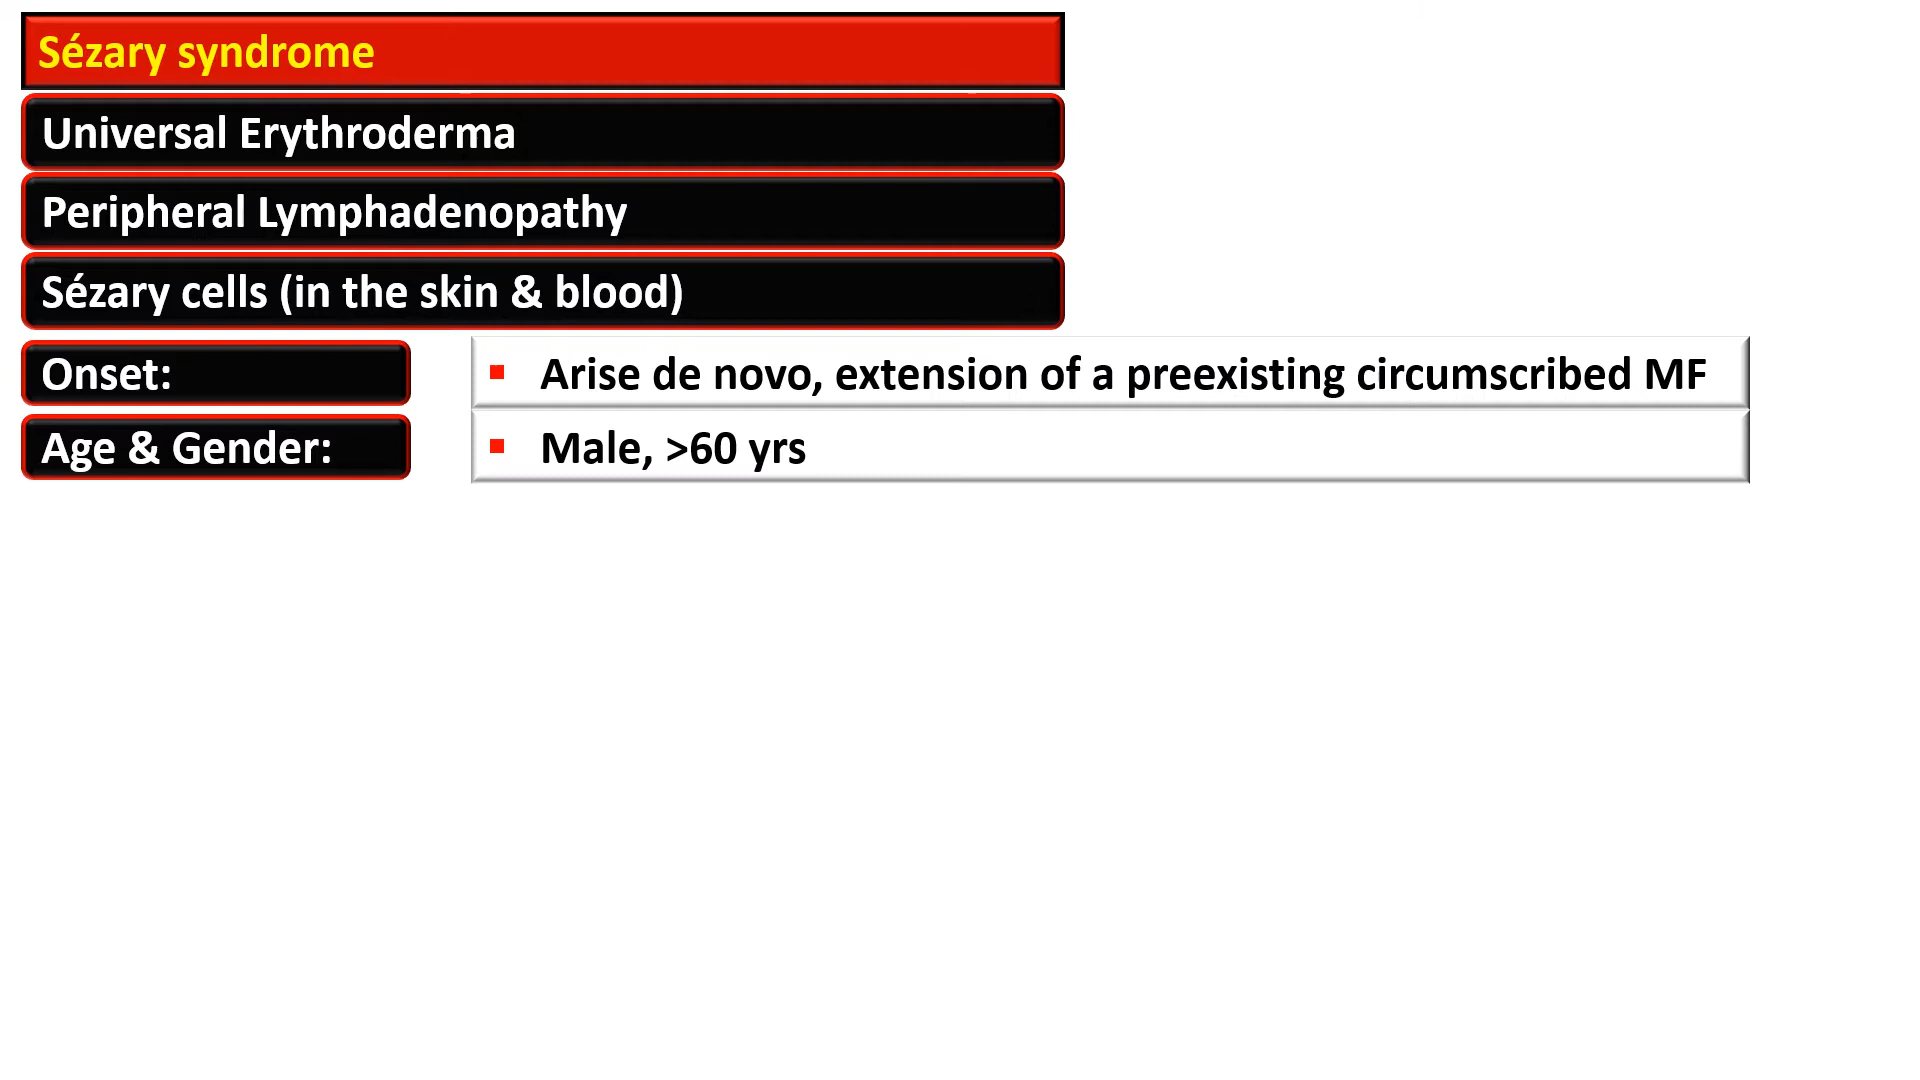 Sézary syndrome
Universal Erythroderma
Peripheral Lymphadenopathy
Sézary cells (in the skin & blood)
Onset:
▪ Arise de novo, extension of a preexisting circumscribed MF
Age & Gender:
▪ Male, >60 yrs